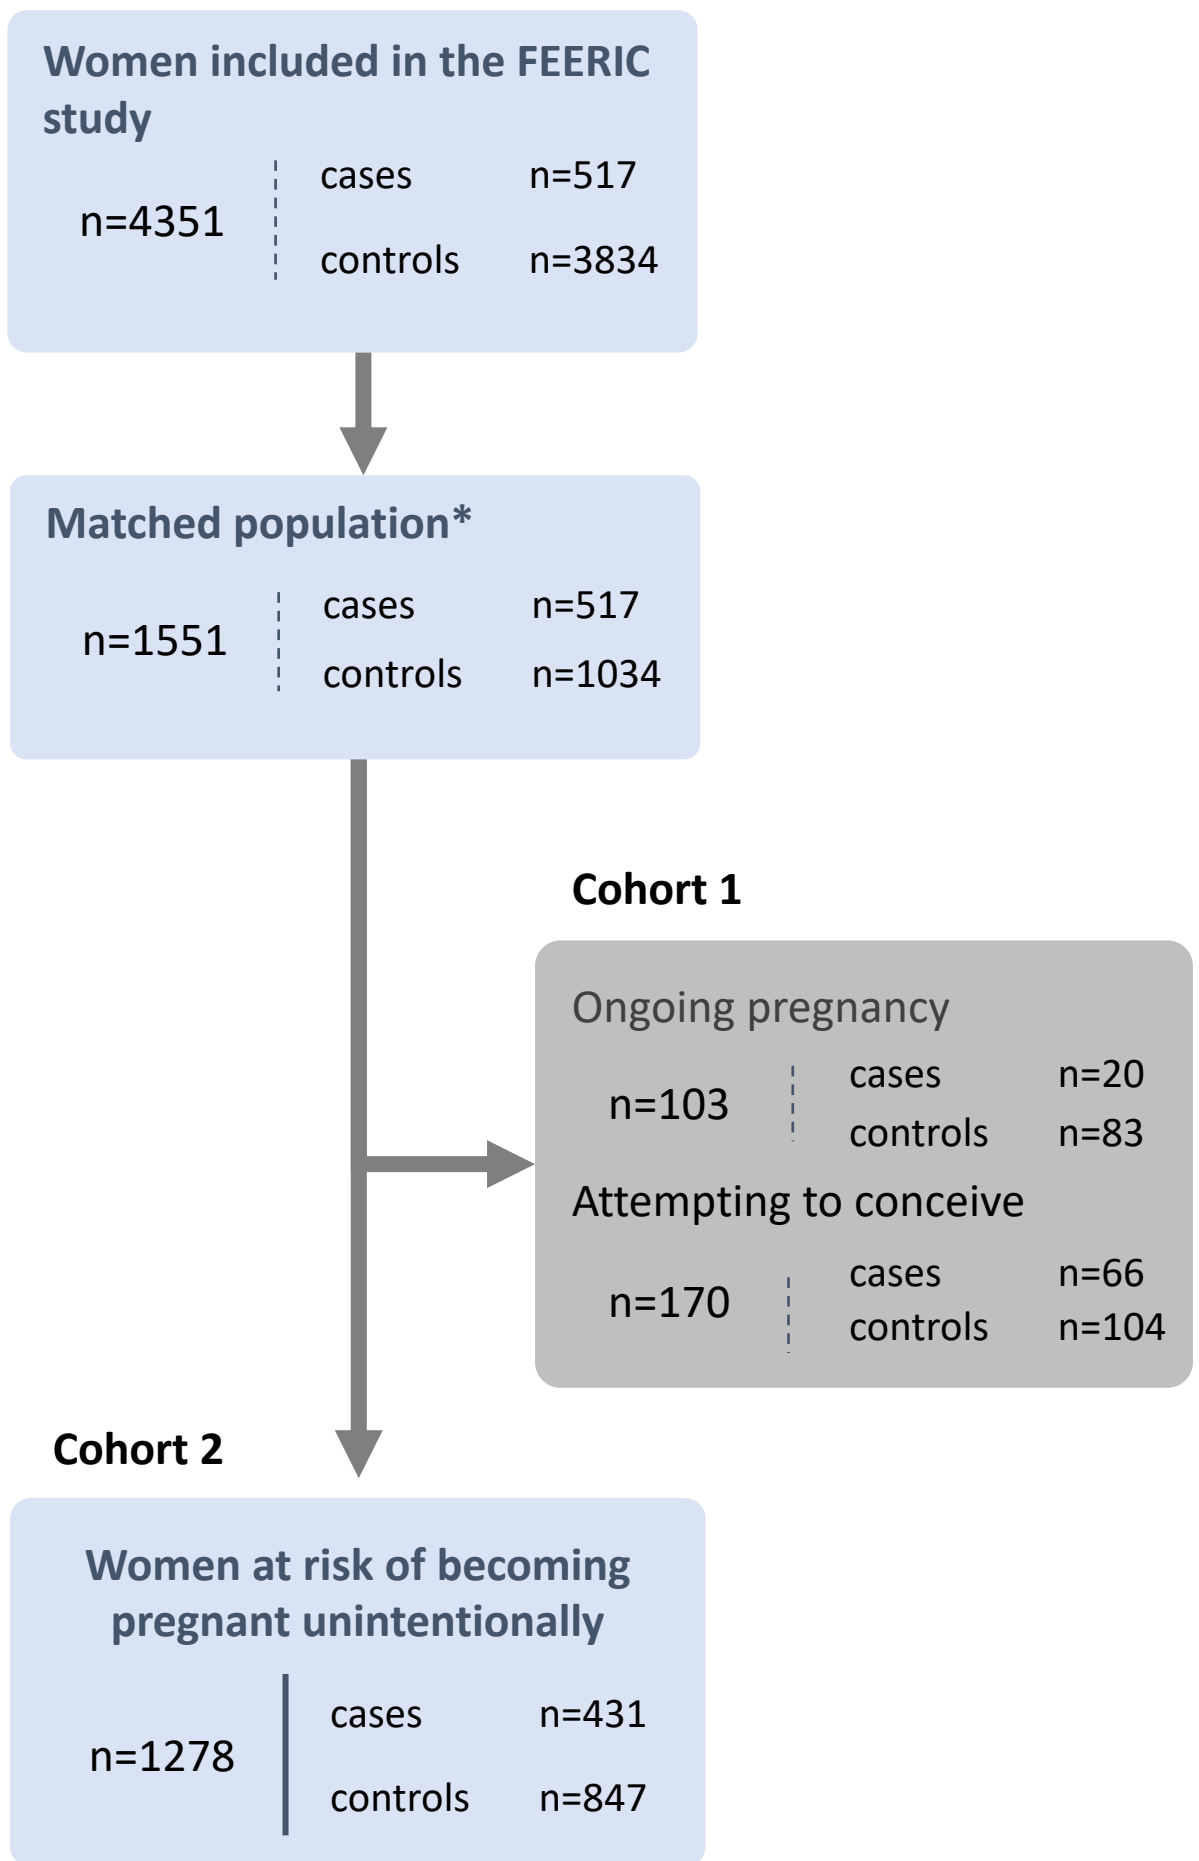 Women included in the FEERIC
study
cases n=517
n=4351
controls n=3834
Matched population*
cases n=517
n=1551
controls n=1034
Cohort 1
Ongoing pregnancy
cases n=20
n=103
controls n=83
Attempting to conceive
cases n=66
n=170
controls n=104
Cohort 2
Women at risk of becoming
pregnant unintentionally
cases n=431
n=1278
controls n=847